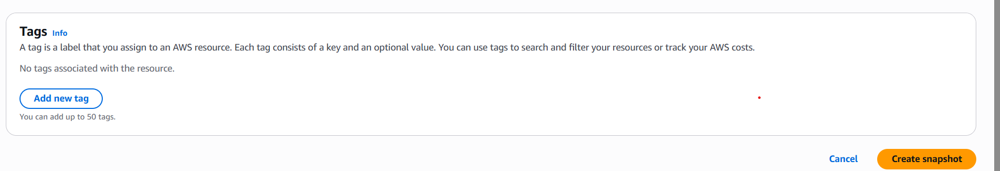 Tags Info
A tag is a label that you assign to an AWS resource. Each tag consists of a key and an optional value. You can use tags to search and filter your resources or track your AWS costs.
No tags associated with the resource.
Add new tag
You can add up to 50 tags.
Cancel Create snapshot